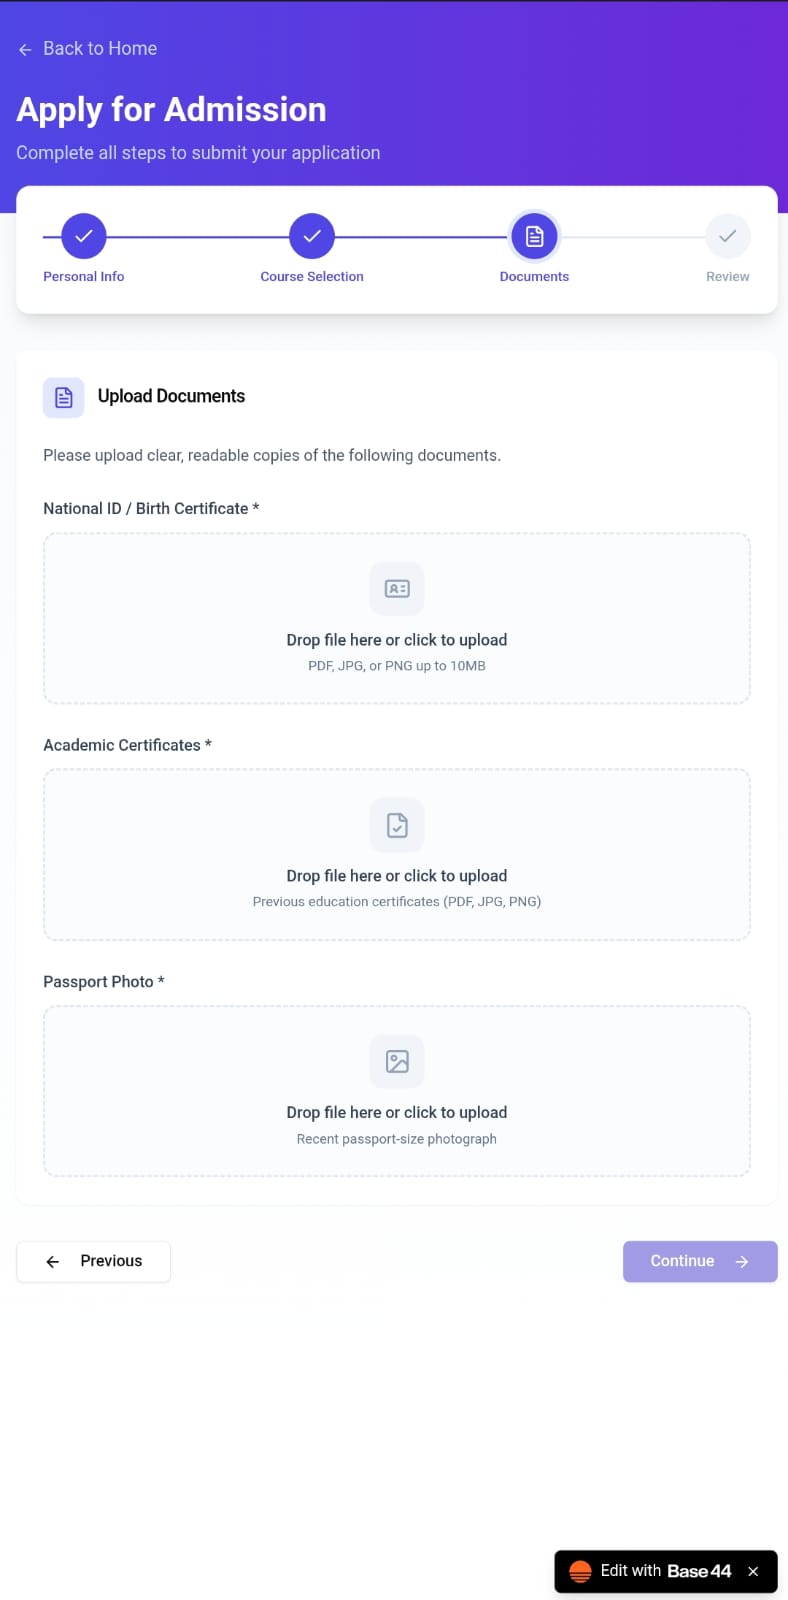 Back to Home
Apply for Admission
Complete all steps to submit your application
Personal Info
Course Selection
Documents
Review
Upload Documents
Please upload clear, readable copies of the following documents.
National ID / Birth Certificate *
Drop file here or click to upload
PDF, JPG, or PNG up to 10MB
Academic Certificates *
Drop file here or click to upload
Previous education certificates (PDF, JPG, PNG)
Passport Photo *
Drop file here or click to upload
Recent passport-size photograph
Previous
Continue
Edit with Base44